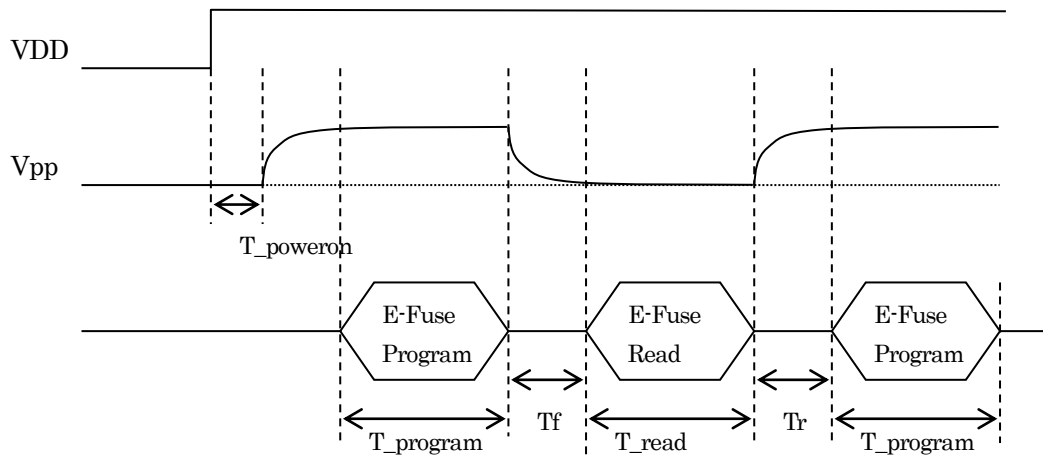 VDD
Vpp
T_poweron
E-Fuse
Program
E-Fuse
Read
E-Fuse
Program
T_program
Tf
T_read
Tr
T_program